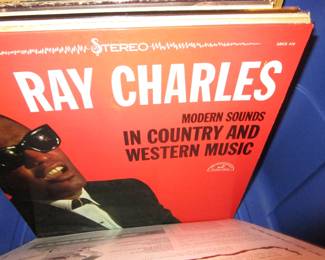 STEREO
RAY CHARLES
MODERN SOUNDS
IN COUNTRY AND
WESTERN MUSIC